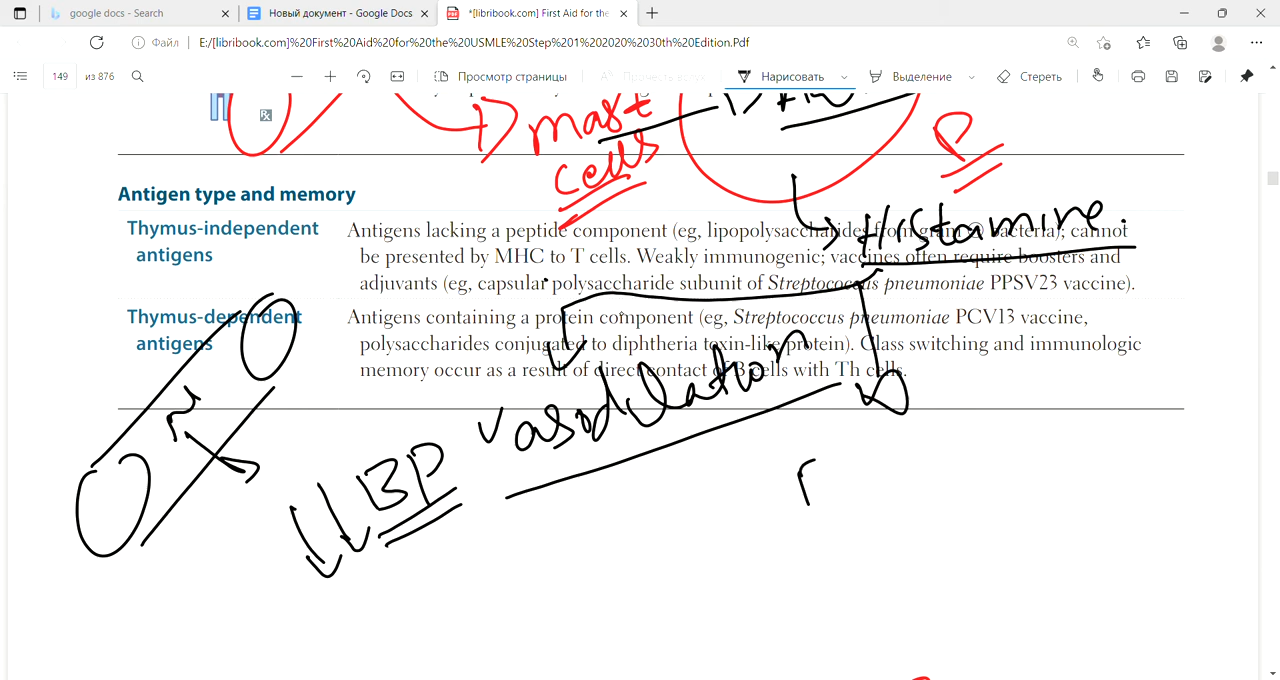 google docs - Search
Новый документ - Google Docs
*[libribook.com] First Aid for the
Файл
E:/[libribook.com]%20First%20Aid%20for%20the%20USMLE%20Step%201%202020%2030th%20Edition.Pdf
149 из 876
Просмотр страницы
Прочесть вслух
Нарисовать
Выделение
Стереть
mast
cells
P
Antigen type and memory
Thymus-independent antigens
Antigens lacking a peptide component (eg, lipopolysaccharides from gram ⊖ bacteria); cannot
be presented by MHC to T cells. Weakly immunogenic; vaccines often require boosters and
adjuvants (eg, capsular polysaccharide subunit of Streptococcus pneumoniae PPSV23 vaccine).
Thymus-dependent antigens
Antigens containing a protein component (eg, Streptococcus pneumoniae PCV13 vaccine,
polysaccharides conjugated to diphtheria toxin-like protein). Class switching and immunologic
memory occur as a result of direct contact of B cells with Th cells.
Histamine.
vasodilation
BP